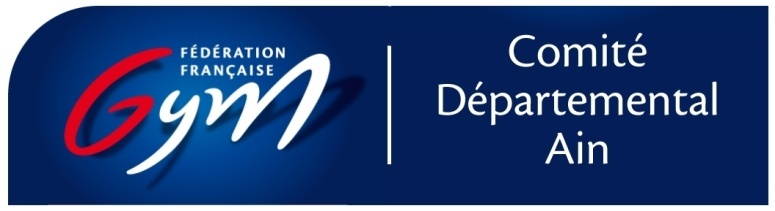 FÉDÉRATION
FRANÇAISE
Gym
Comité
Départemental
Ain